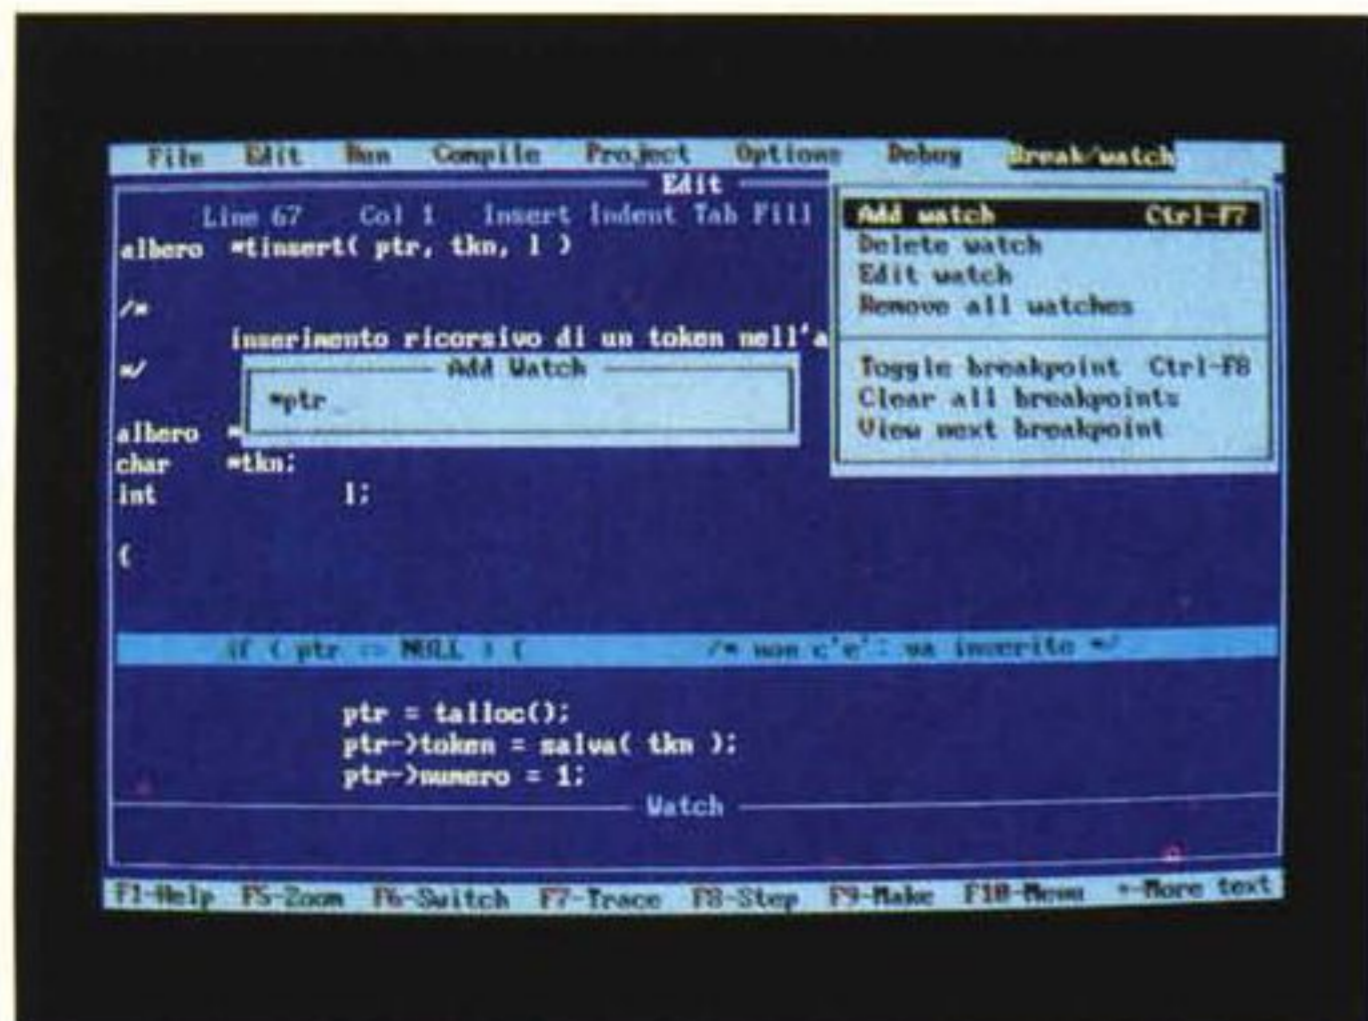 File Edit Run Compile Project Options Debug Break/watch
Edit
Line 67 Col 1 Insert Indent Tab Fill
albero *tinsert( ptr, tkn, l )
/*
inserimento ricorsivo di un token nell'a
*/
albero *
char *tkn;
int l;
{
if ( ptr == NULL ) { /* non c'e': va inserito */
ptr = talloc();
ptr->token = salva( tkn );
ptr->numero = 1;
Add Watch
*ptr
Add watch Ctrl-F7
Delete watch
Edit watch
Remove all watches
Toggle breakpoint Ctrl-F8
Clear all breakpoints
View next breakpoint
Watch
F1-Help F5-Zoom F6-Switch F7-Trace F8-Step F9-Make F10-Menu +-More text